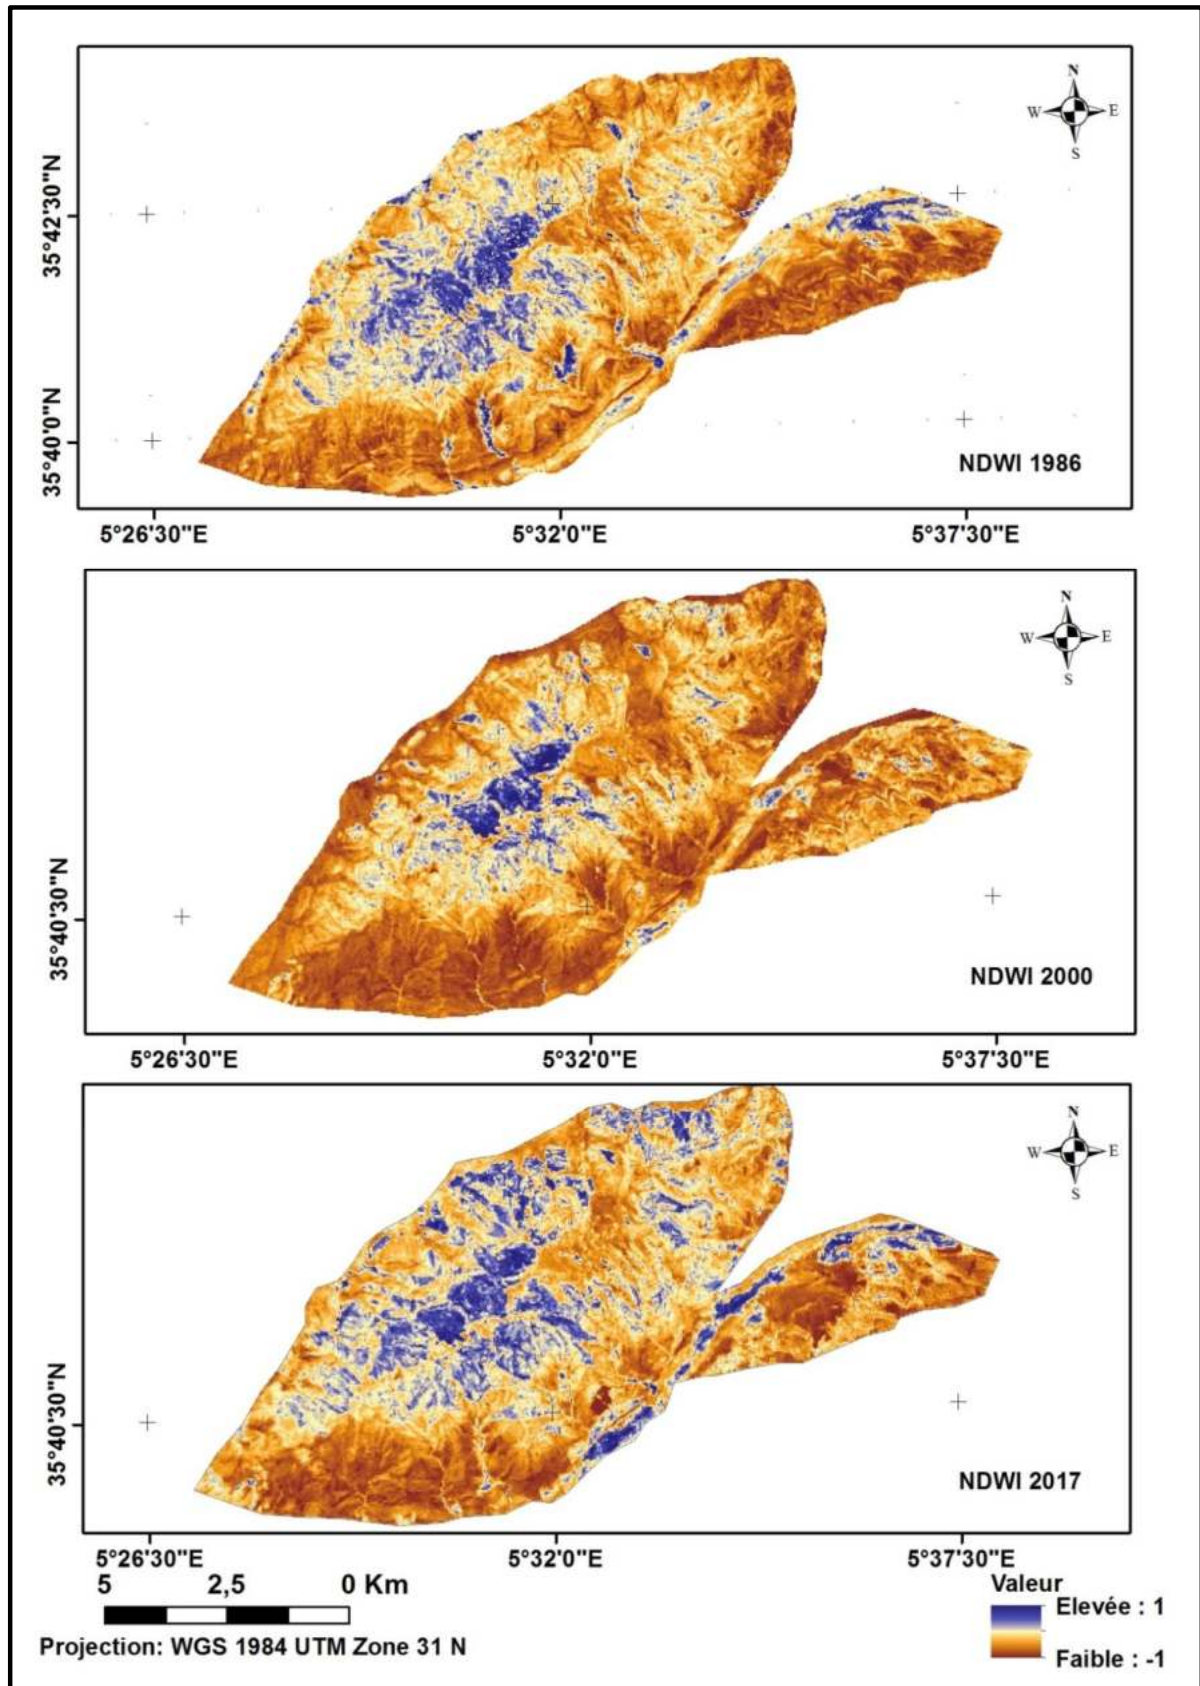 N
W E
S
35°42'30"N
35°40'0"N
NDWI 1986
5°26'30"E 5°32'0"E 5°37'30"E
N
W E
S
35°40'30"N
NDWI 2000
5°26'30"E 5°32'0"E 5°37'30"E
N
W E
S
35°40'30"N
NDWI 2017
5°26'30"E 5°32'0"E 5°37'30"E
5 2,5 0 Km
Projection: WGS 1984 UTM Zone 31 N
Valeur
Elevée : 1
Faible : -1